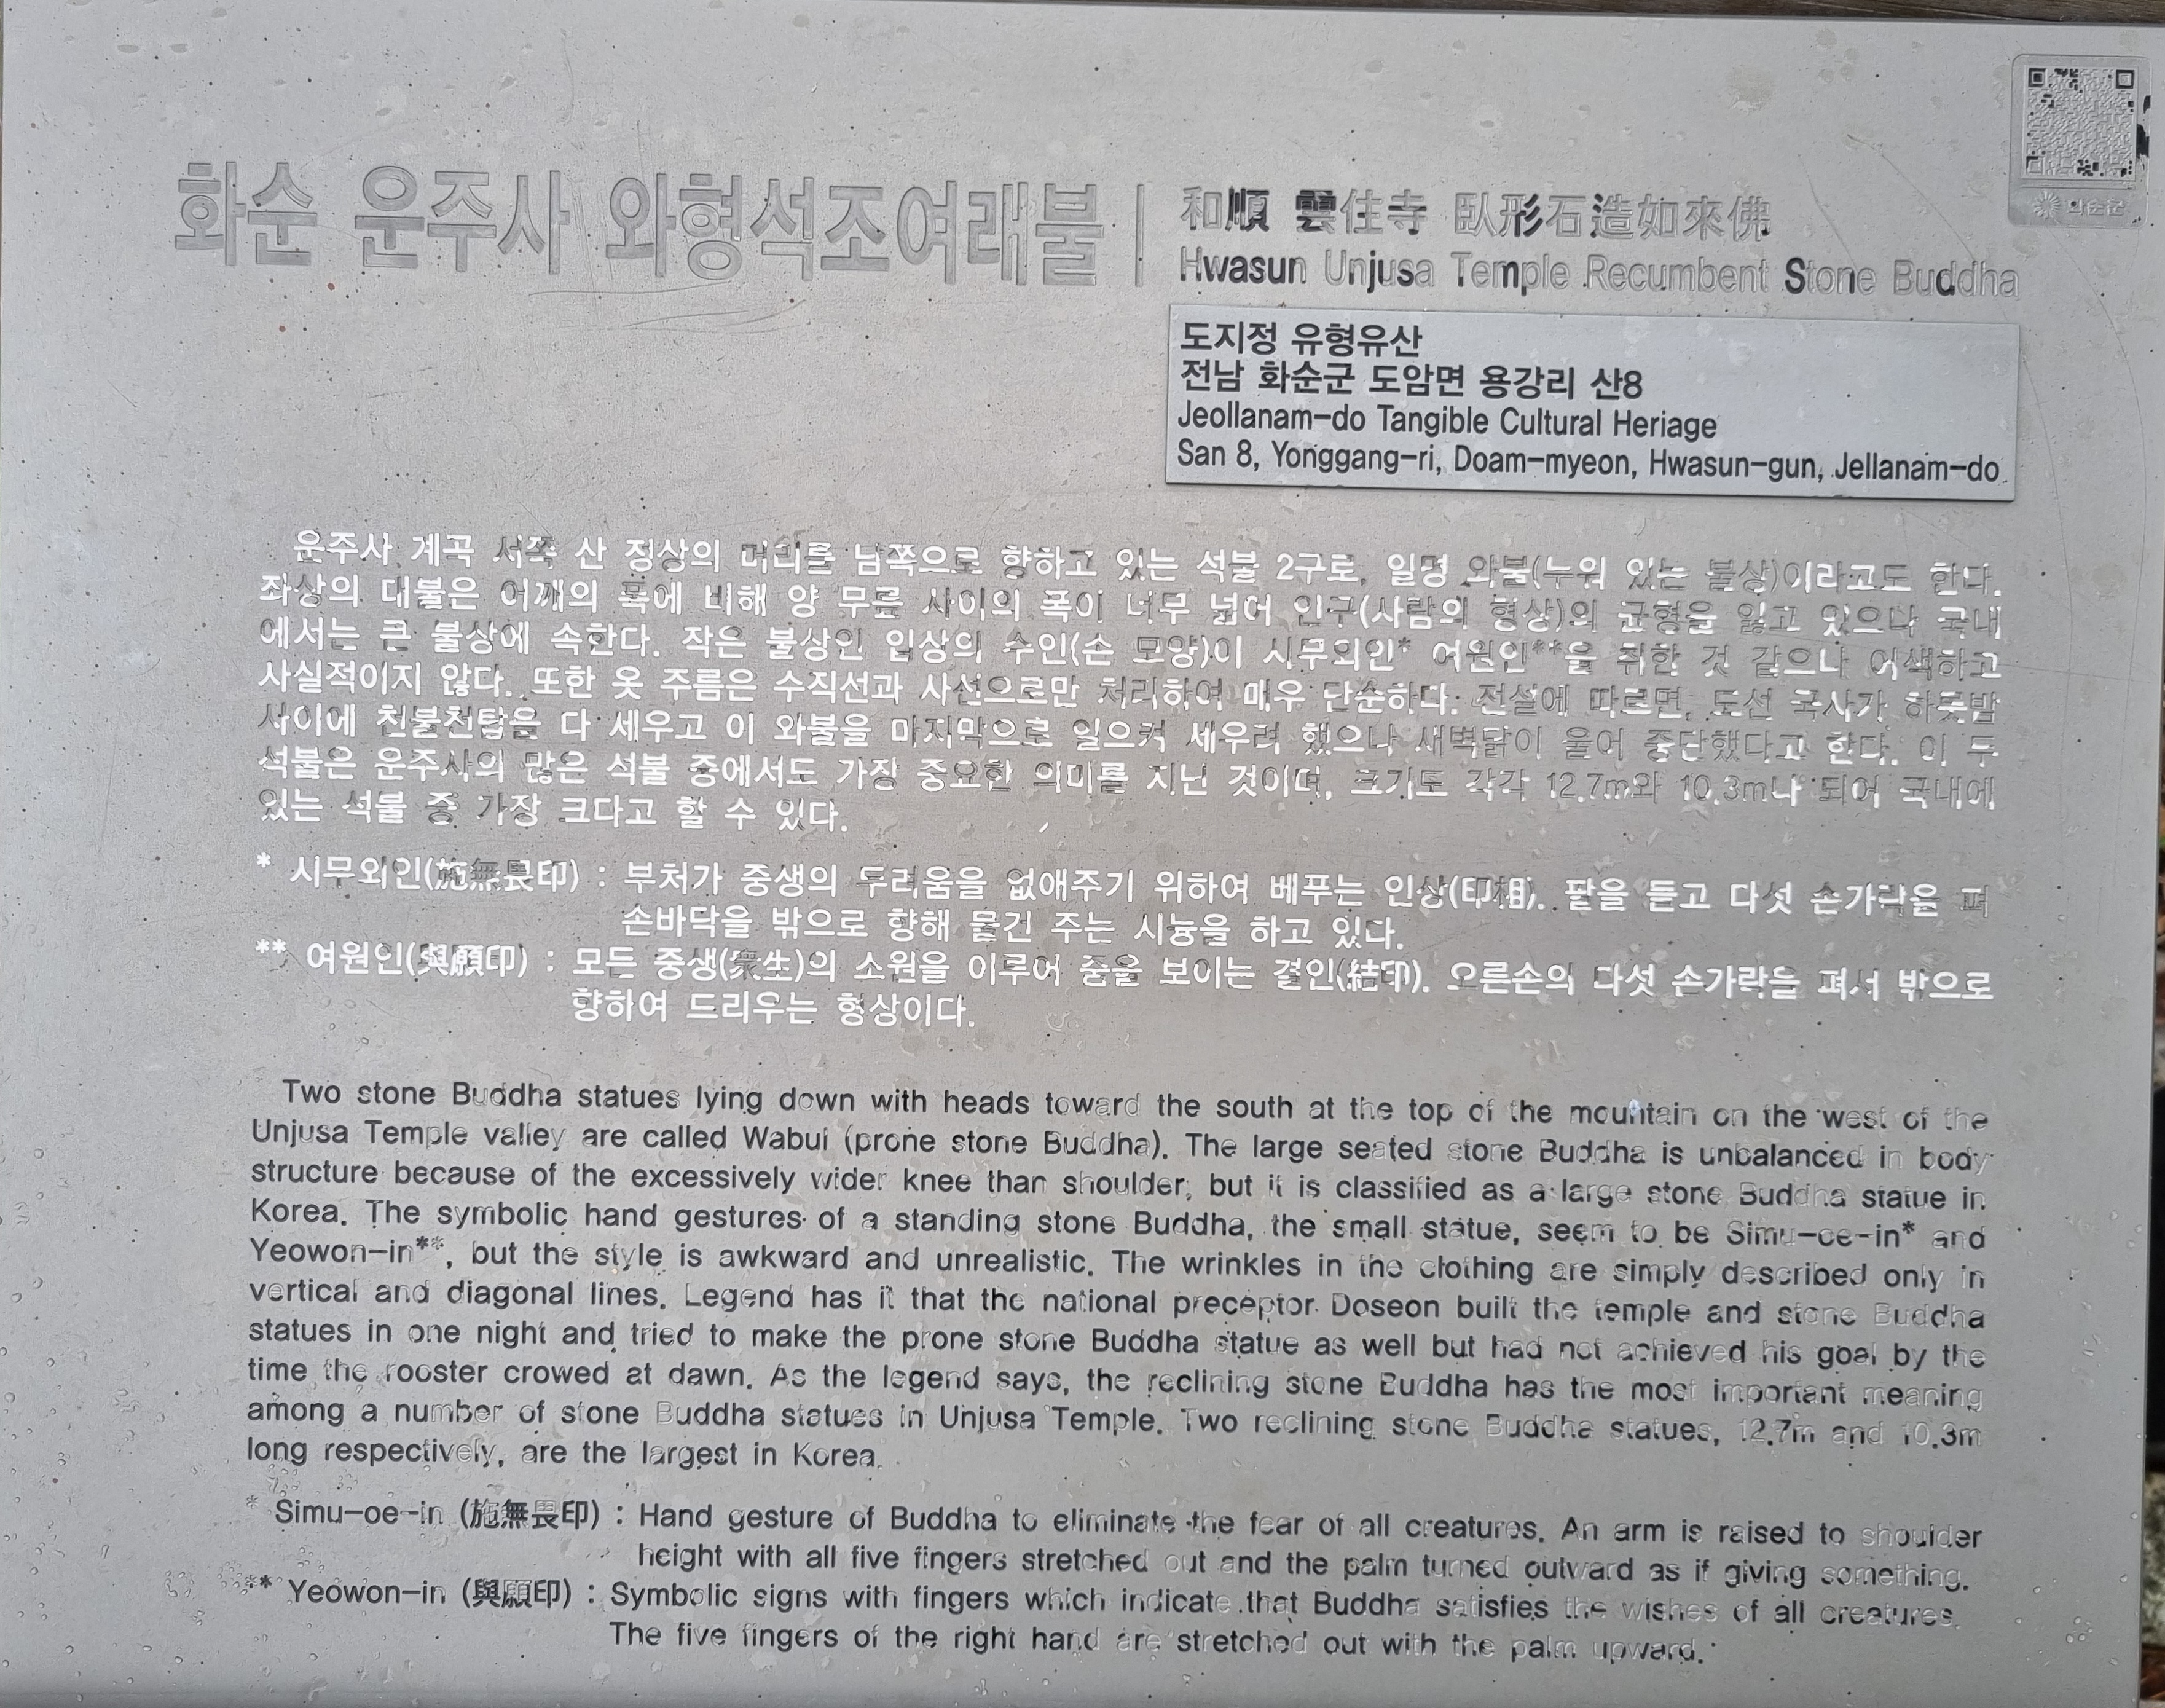 화순 운주사 와형석조여래불
和順 雲住寺 臥形石造如來佛
Hwasun Unjusa Temple Recumbent Stone Buddha
화순군
도지정 유형유산
전남 화순군 도암면 용강리 산8
Jeollanam-do Tangible Cultural Heriage
San 8, Yonggang-ri, Doam-myeon, Hwasun-gun, Jellanam-do
운주사 계곡 서쪽 산 정상의 머리를 남쪽으로 향하고 있는 석불 2구로, 일명 와불(누워 있는 불상)이라고도 한다.
좌상의 대불은 어깨의 폭에 비해 양 무릎 사이의 폭이 너무 넓어 인구(사람의 형상)의 균형을 잃고 있으나 국내
에서는 큰 불상에 속한다. 작은 불상인 입상의 수인(손 모양)이 시무외인* 여원인**을 취한 것 같으나 어색하고
사실적이지 않다. 또한 옷 주름은 수직선과 사선으로만 처리하여 매우 단순하다. 전설에 따르면, 도선 국사가 하룻밤
사이에 천불천탑을 다 세우고 이 와불을 마지막으로 일으켜 세우려 했으나 새벽닭이 울어 중단했다고 한다. 이 두
석불은 운주사의 많은 석불 중에서도 가장 중요한 의미를 지닌 것이며, 크기도 각각 12.7m와 10.3m나 되어 국내에
있는 석불 중 가장 크다고 할 수 있다.
* 시무외인(施無畏印) : 부처가 중생의 두려움을 없애주기 위하여 베푸는 인상(印相). 팔을 듣고 다섯 손가락을 펴
손바닥을 밖으로 향해 물긴 주는 시늉을 하고 있다.
** 여원인(與願印) : 모든 중생(衆生)의 소원을 이루어 줌을 보이는 결인(結印). 오른손의 다섯 손가락을 펴서 밖으로
향하여 드리우는 형상이다.
Two stone Buddha statues lying down with heads toward the south at the top of the mountain on the west of the
Unjusa Temple valley are called Wabul (prone stone Buddha). The large seated stone Buddha is unbalanced in body
structure because of the excessively wider knee than shoulder, but it is classified as a large stone Buddha statue in
Korea. The symbolic hand gestures of a standing stone Buddha, the small statue, seem to be Simu-oe-in* and
Yeowon-in**, but the style is awkward and unrealistic. The wrinkles in the clothing are simply described only in
vertical and diagonal lines. Legend has it that the national preceptor Doseon built the temple and stone Buddha
statues in one night and tried to make the prone stone Buddha statue as well but had not achieved his goal by the
time the rooster crowed at dawn. As the legend says, the reclining stone Buddha has the most important meaning
among a number of stone Buddha statues in Unjusa Temple. Two reclining stone Buddha statues, 12.7m and 10.3m
long respectively, are the largest in Korea.
* Simu-oe-in (施無畏印) : Hand gesture of Buddha to eliminate the fear of all creatures. An arm is raised to shoulder
height with all five fingers stretched out and the palm turned outward as if giving something.
** Yeowon-in (與願印) : Symbolic signs with fingers which indicate that Buddha satisfies the wishes of all creatures.
The five fingers of the right hand are stretched out with the palm upward.